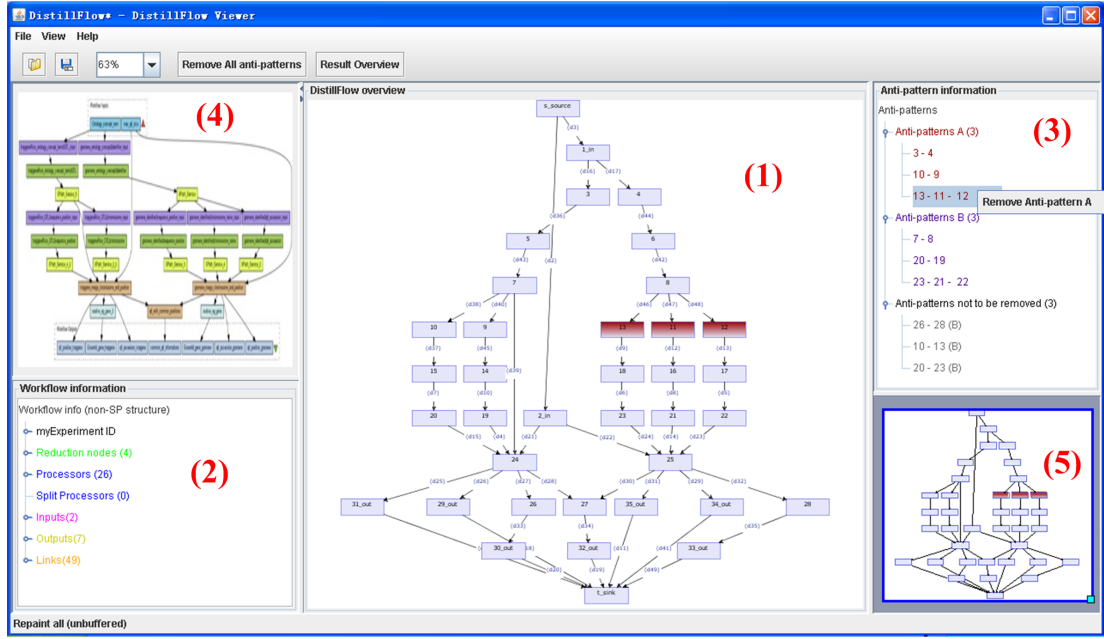 DistillFlow* - DistillFlow Viewer
File View Help
63%
Remove All anti-patterns
Result Overview
(4)
Workflow information
Workflow info (non-SP structure)
myExperiment ID
Reduction nodes (4)
Processors (26)
Split Processors (0)
Inputs(2)
Outputs(7)
Links(49)
(2)
DistillFlow overview
(1)
s_source
(d3)
1_in
(d16) (d17)
3 4
(d36) (d44)
5 6
(d43) (d2) (d42)
7 8
(d38) (d40) (d46) (d47) (d48)
10 9 13 11 12
(d37) (d45) (d9) (d12) (d13)
(d39)
15 14 18 16 17
(d7) (d10) (d6) (d8) (d5)
20 19 2_in 23 21 22
(d15) (d4) (d21) (d22) (d24) (d14) (d23)
24 25
(d25) (d26) (d27) (d28) (d30) (d31) (d29) (d32)
31_out 29_out 26 27 35_out 34_out 28
(d33) (d34) (d35)
30_out 32_out (d11) (d41) 33_out
(d20) (d19) (d49)
t_sink
Anti-pattern information
Anti-patterns
Anti-patterns A (3)
3 - 4
10 - 9
13 - 11 - 12
Remove Anti-pattern A
Anti-patterns B (3)
7 - 8
20 - 19
23 - 21 - 22
Anti-patterns not to be removed (3)
26 - 28 (B)
10 - 13 (B)
20 - 23 (B)
(3)
(5)
Repaint all (unbuffered)